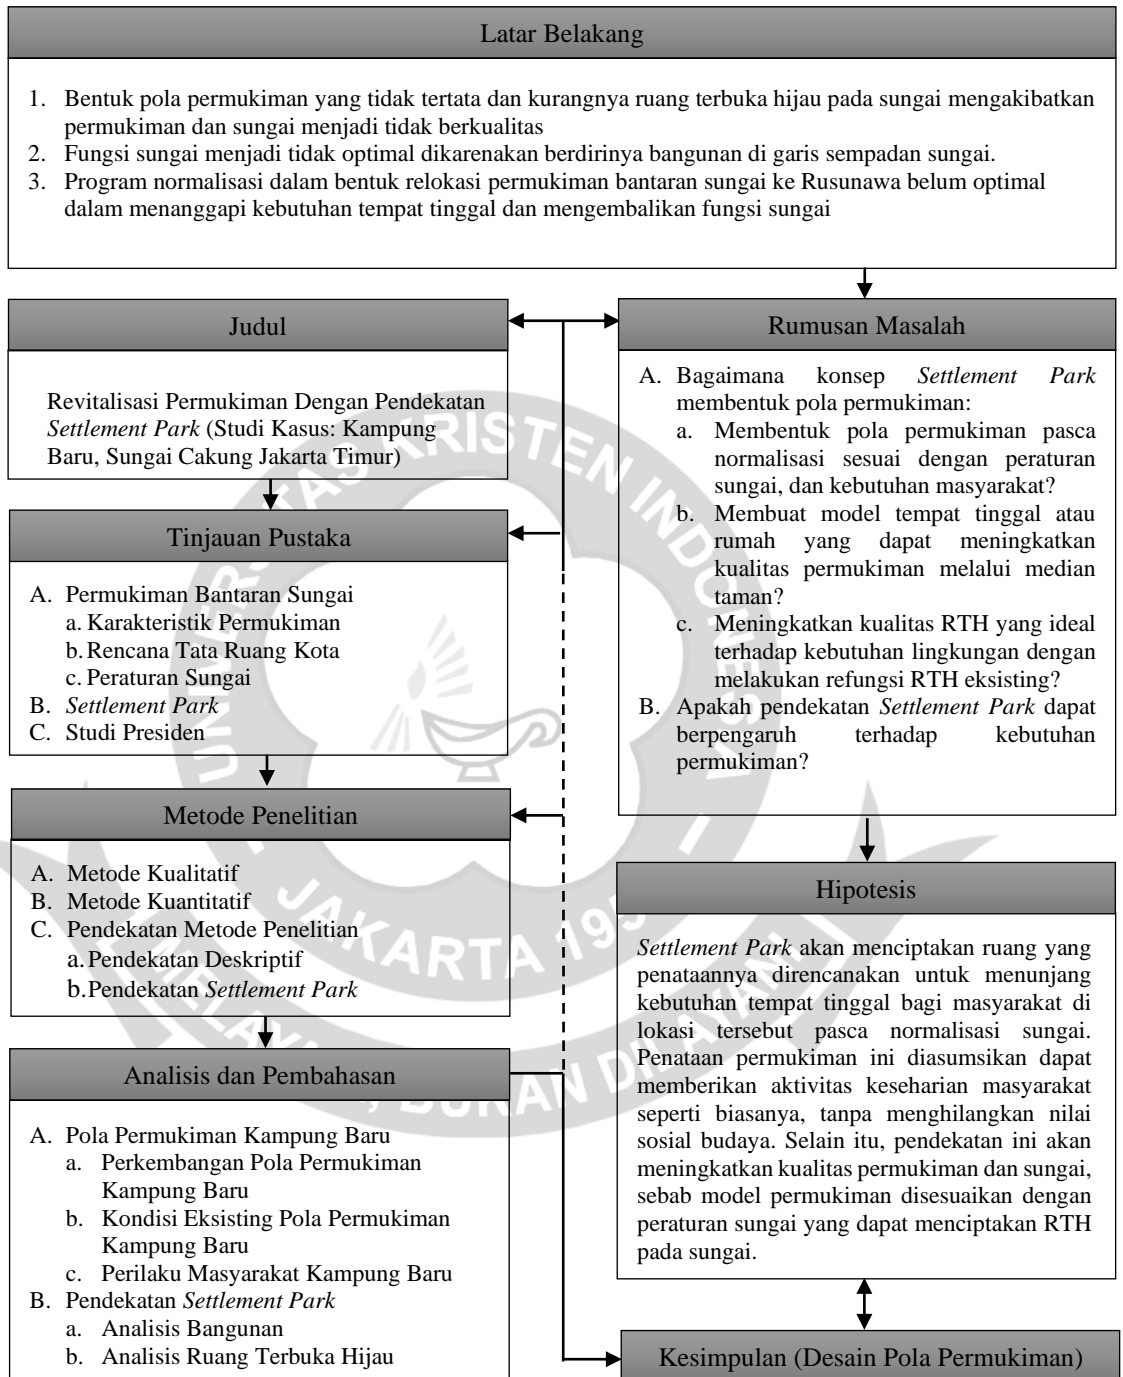 Latar Belakang
1. Bentuk pola permukiman yang tidak tertata dan kurangnya ruang terbuka hijau pada sungai mengakibatkan
permukiman dan sungai menjadi tidak berkualitas
2. Fungsi sungai menjadi tidak optimal dikarenakan berdirinya bangunan di garis sempadan sungai.
3. Program normalisasi dalam bentuk relokasi permukiman bantaran sungai ke Rusunawa belum optimal
dalam menanggapi kebutuhan tempat tinggal dan mengembalikan fungsi sungai
Judul
Revitalisasi Permukiman Dengan Pendekatan
Settlement Park (Studi Kasus: Kampung
Baru, Sungai Cakung Jakarta Timur)
Tinjauan Pustaka
A. Permukiman Bantaran Sungai
a. Karakteristik Permukiman
b. Rencana Tata Ruang Kota
c. Peraturan Sungai
B. Settlement Park
C. Studi Presiden
Metode Penelitian
A. Metode Kualitatif
B. Metode Kuantitatif
C. Pendekatan Metode Penelitian
a. Pendekatan Deskriptif
b. Pendekatan Settlement Park
Analisis dan Pembahasan
A. Pola Permukiman Kampung Baru
a. Perkembangan Pola Permukiman
Kampung Baru
b. Kondisi Eksisting Pola Permukiman
Kampung Baru
c. Perilaku Masyarakat Kampung Baru
B. Pendekatan Settlement Park
a. Analisis Bangunan
b. Analisis Ruang Terbuka Hijau
Rumusan Masalah
A. Bagaimana konsep Settlement Park
membentuk pola permukiman:
a. Membentuk pola permukiman pasca
normalisasi sesuai dengan peraturan
sungai, dan kebutuhan masyarakat?
b. Membuat model tempat tinggal atau
rumah yang dapat meningkatkan
kualitas permukiman melalui median
taman?
c. Meningkatkan kualitas RTH yang ideal
terhadap kebutuhan lingkungan dengan
melakukan refungsi RTH eksisting?
B. Apakah pendekatan Settlement Park dapat
berpengaruh terhadap kebutuhan
permukiman?
Hipotesis
Settlement Park akan menciptakan ruang yang
penataannya direncanakan untuk menunjang
kebutuhan tempat tinggal bagi masyarakat di
lokasi tersebut pasca normalisasi sungai.
Penataan permukiman ini diasumsikan dapat
memberikan aktivitas keseharian masyarakat
seperti biasanya, tanpa menghilangkan nilai
sosial budaya. Selain itu, pendekatan ini akan
meningkatkan kualitas permukiman dan sungai,
sebab model permukiman disesuaikan dengan
peraturan sungai yang dapat menciptakan RTH
pada sungai.
Kesimpulan (Desain Pola Permukiman)